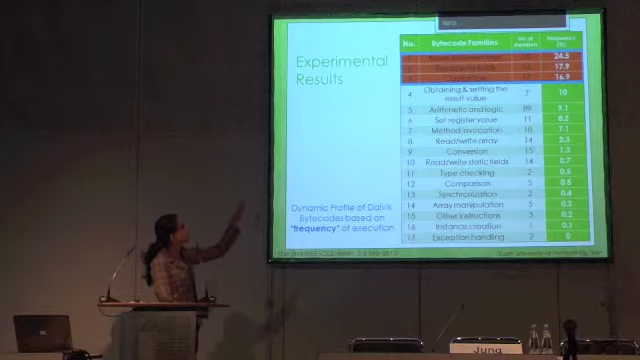 Experimental
Results
No. Bytecode Families No. of Frequency
(%)
24.5
17.9
16.9
4 Obtaining & setting the result value 7 10
5 Arithmetic and logic 89 9.1
6 Set register value 11 8.2
7 Method invocation 10 7.1
8 Read/write array 14 2.3
9 Conversion 15 1.3
10 Read/write static fields 14 0.7
11 Type checking 2 0.5
12 Comparison 5 0.5
13 Synchronization 2 0.4
14 Array manipulation 5 0.2
15 Other instructions 3 0.2
16 Instance creation 1 0.1
17 Exception handling 2 0
Dynamic Profile of Dalvik
Bytecodes based on
"frequency" of execution
Jung